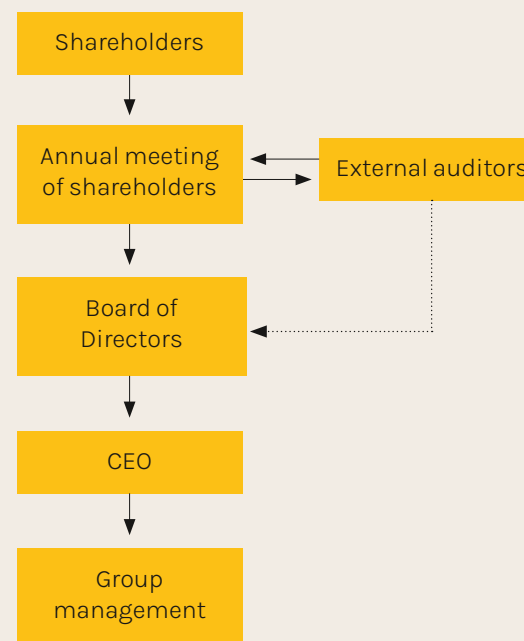 Shareholders
Annual meeting
of shareholders
External auditors
Board of
Directors
CEO
Group
management